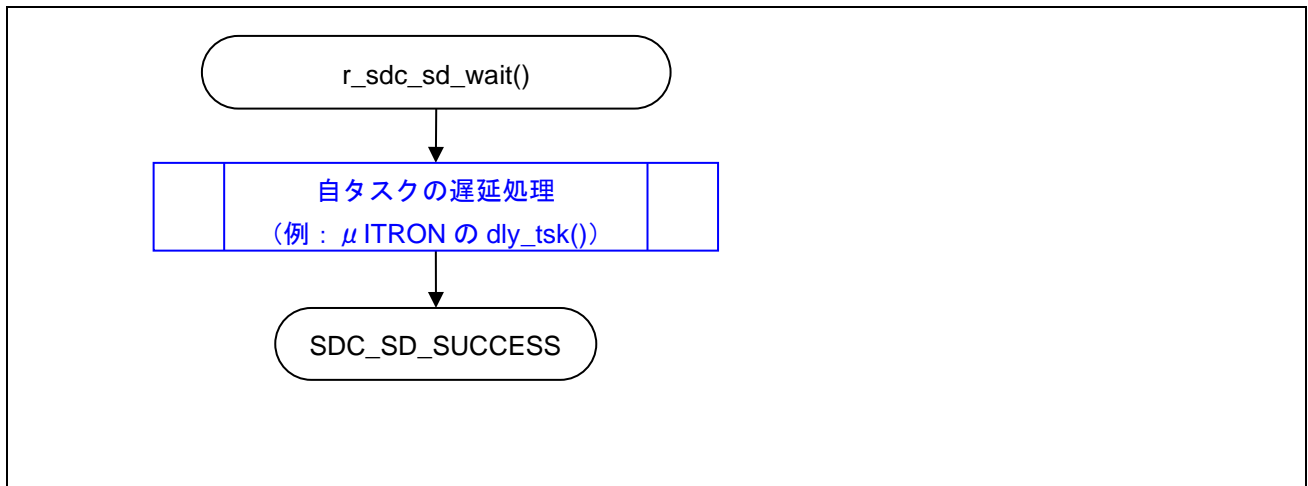 r_sdc_sd_wait()
自タスクの遅延処理
（例：μITRON の dly_tsk()）
SDC_SD_SUCCESS